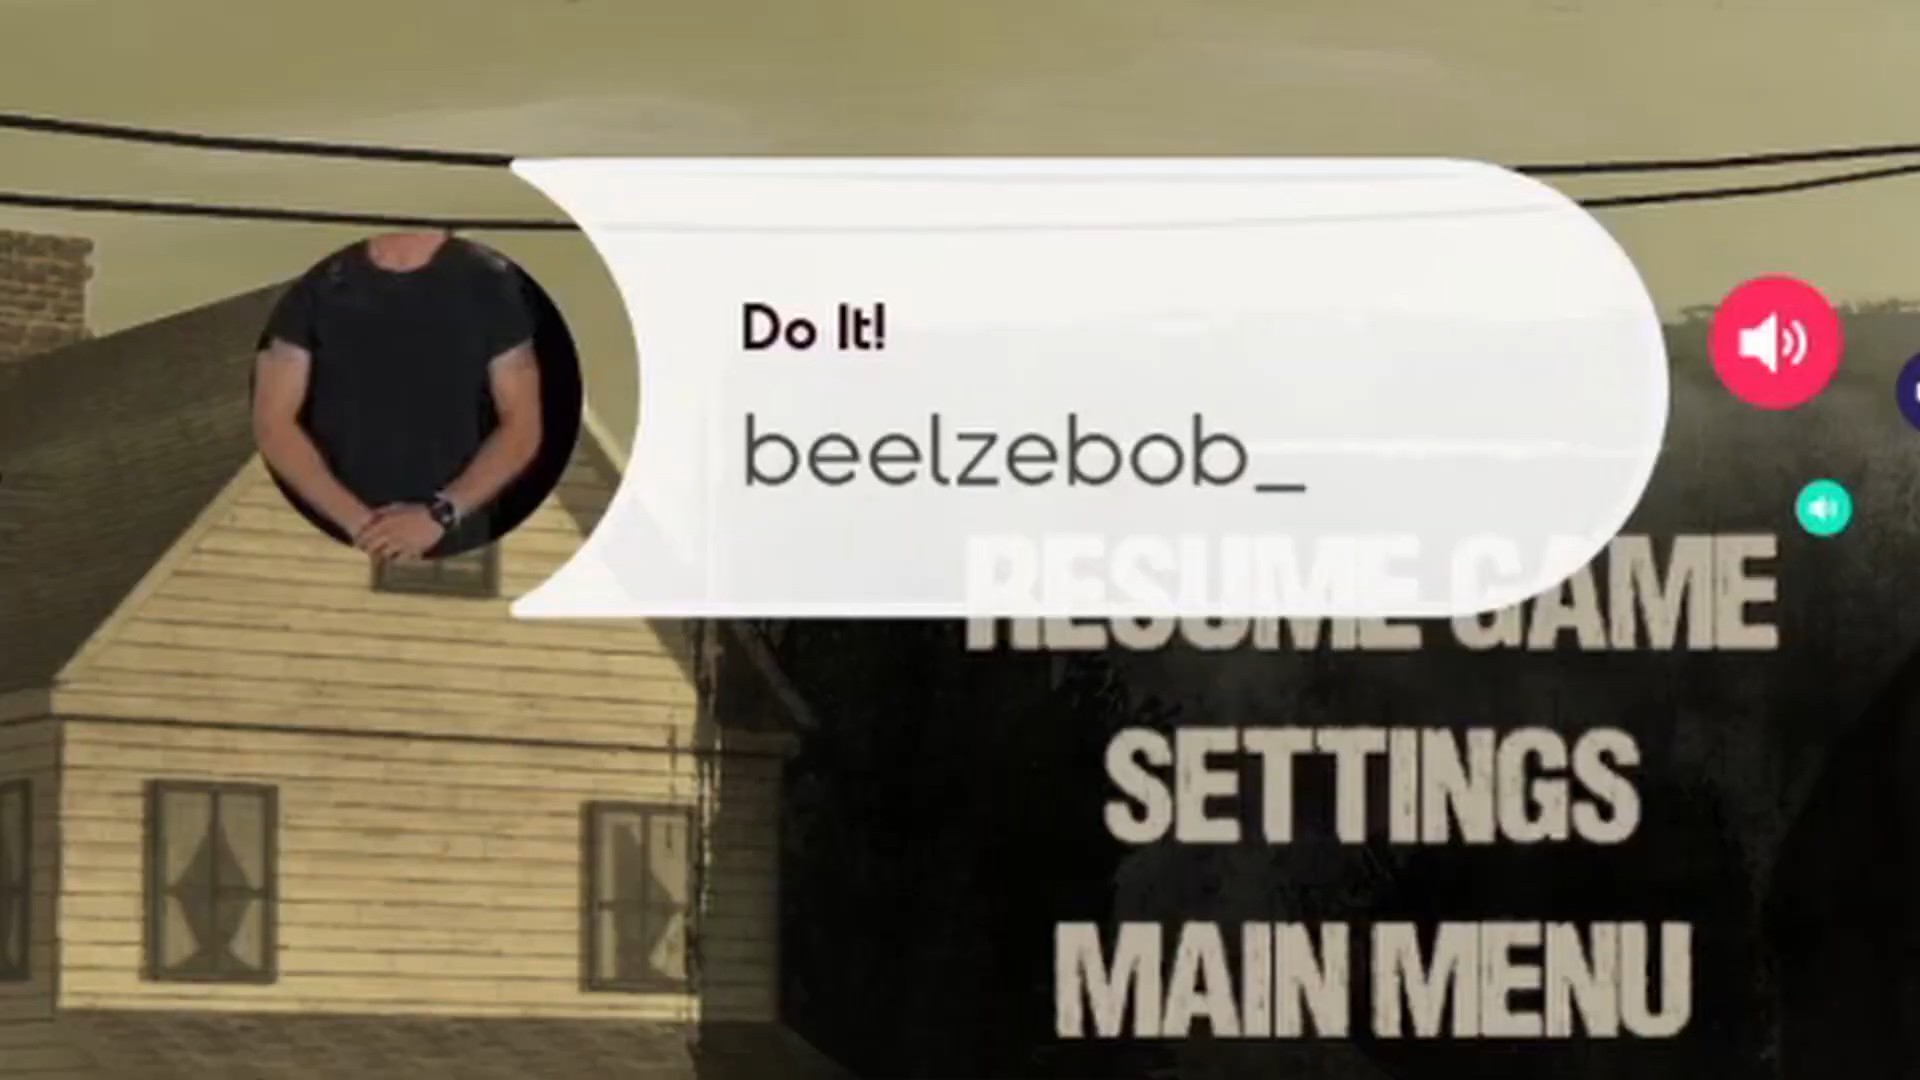 Do It!
beelzebob_
RESUME GAME
SETTINGS
MAIN MENU